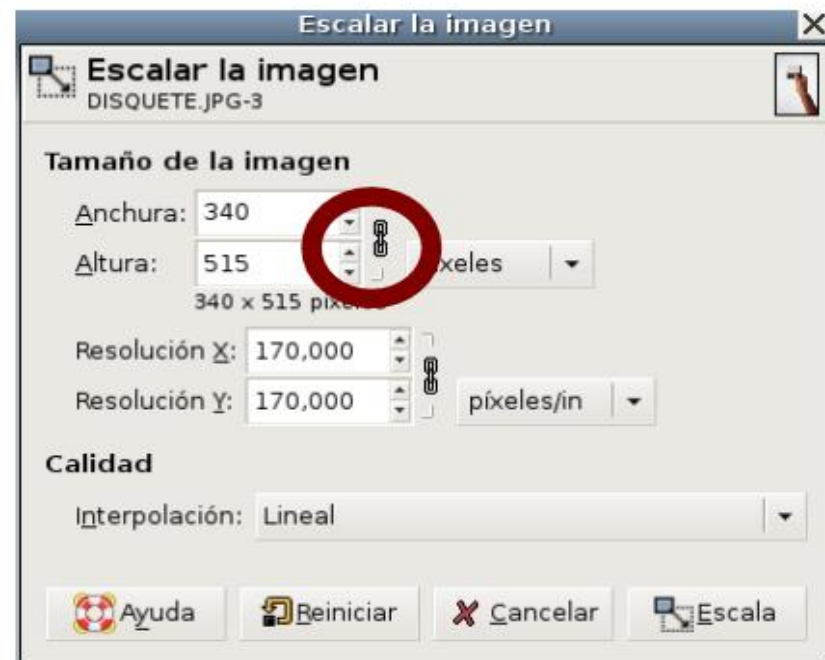 Escalar la imagen
Escalar la imagen
DISQUETE.JPG-3
Tamaño de la imagen
Anchura: 340
Altura: 515 xeles
340 x 515
Resolución X: 170,000
Resolución Y: 170,000 píxeles/in
Calidad
Interpolación: Lineal
Ayuda Reiniciar Cancelar Escala